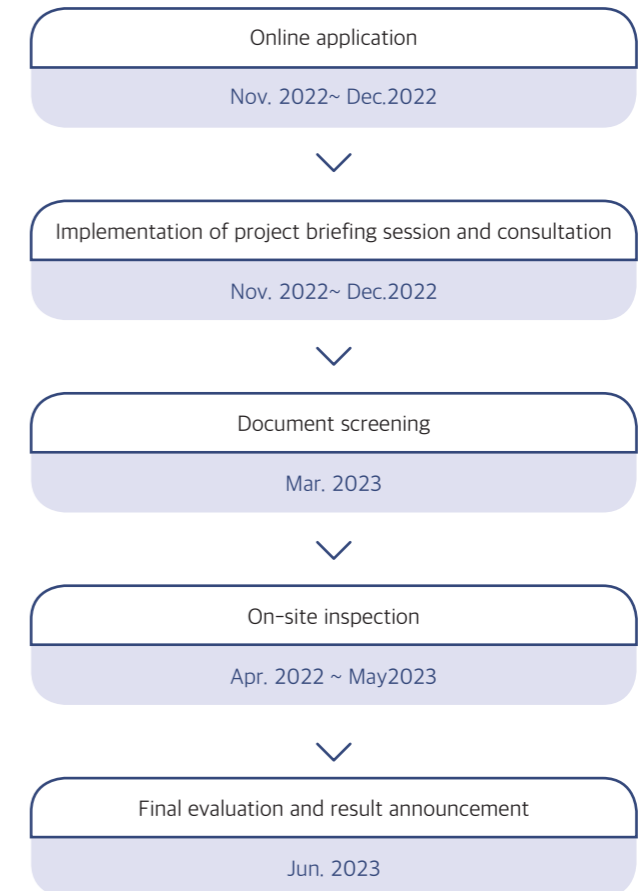 Online application
Nov. 2022~ Dec.2022
Implementation of project briefing session and consultation
Nov. 2022~ Dec.2022
Document screening
Mar. 2023
On-site inspection
Apr. 2022 ~ May2023
Final evaluation and result announcement
Jun. 2023